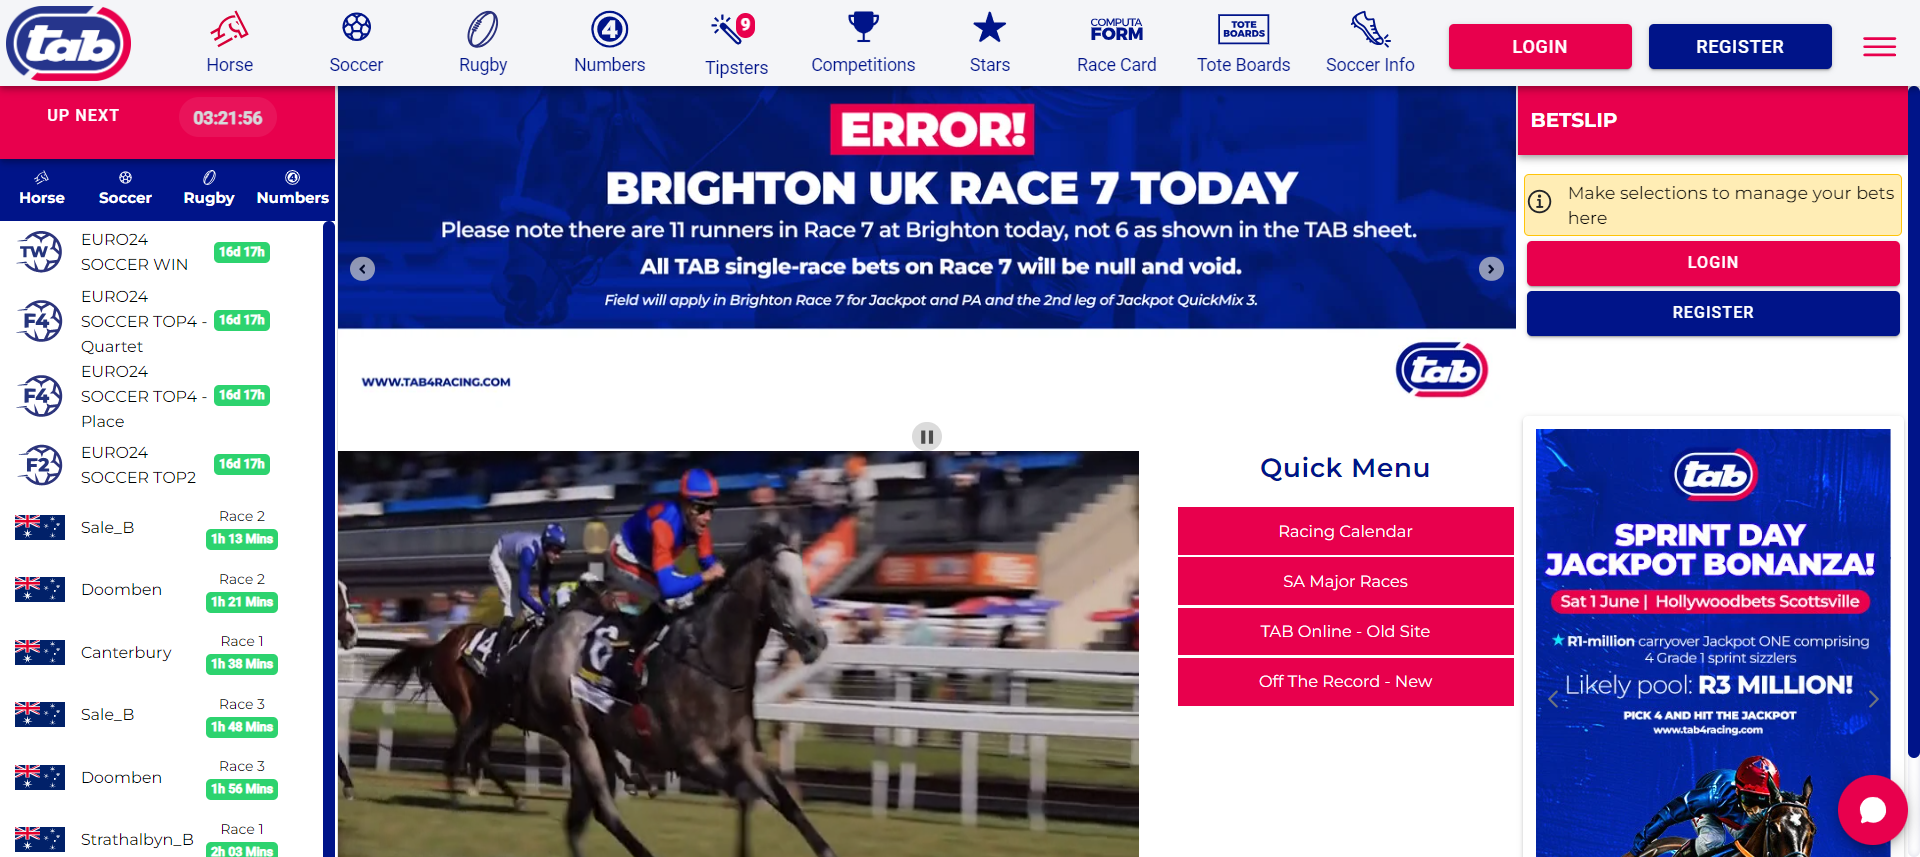 tab
Horse
Soccer
Rugby
4
Numbers
9
Tipsters
Competitions
Stars
COMPUTA
FORM
Race Card
TOTE
BOARDS
Tote Boards
Soccer Info
LOGIN
REGISTER
UP NEXT
03:21:56
Horse
Soccer
Rugby
4
Numbers
TW
EURO24
SOCCER WIN
16d 17h
F4
EURO24
SOCCER TOP4 -
Quartet
16d 17h
F4
EURO24
SOCCER TOP4 -
Place
16d 17h
F2
EURO24
SOCCER TOP2
16d 17h
Sale_B
Race 2
1h 13 Mins
Doomben
Race 2
1h 21 Mins
Canterbury
Race 1
1h 38 Mins
Sale_B
Race 3
1h 48 Mins
Doomben
Race 3
1h 56 Mins
Strathalbyn_B
Race 1
2h 03 Mins
ERROR!
BRIGHTON UK RACE 7 TODAY
Please note there are 11 runners in Race 7 at Brighton today, not 6 as shown in the TAB sheet.
All TAB single-race bets on Race 7 will be null and void.
Field will apply in Brighton Race 7 for Jackpot and PA and the 2nd leg of Jackpot QuickMix 3.
WWW.TAB4RACING.COM
tab
14
6
Quick Menu
Racing Calendar
SA Major Races
TAB Online - Old Site
Off The Record - New
BETSLIP
Make selections to manage your bets
here
LOGIN
REGISTER
tab
SPRINT DAY
JACKPOT BONANZA!
Sat 1 June | Hollywoodbets Scottsville
R1-million carryover Jackpot ONE comprising
4 Grade 1 sprint sizzlers
Likely pool: R3 MILLION!
PICK 4 AND HIT THE JACKPOT
www.tab4racing.com